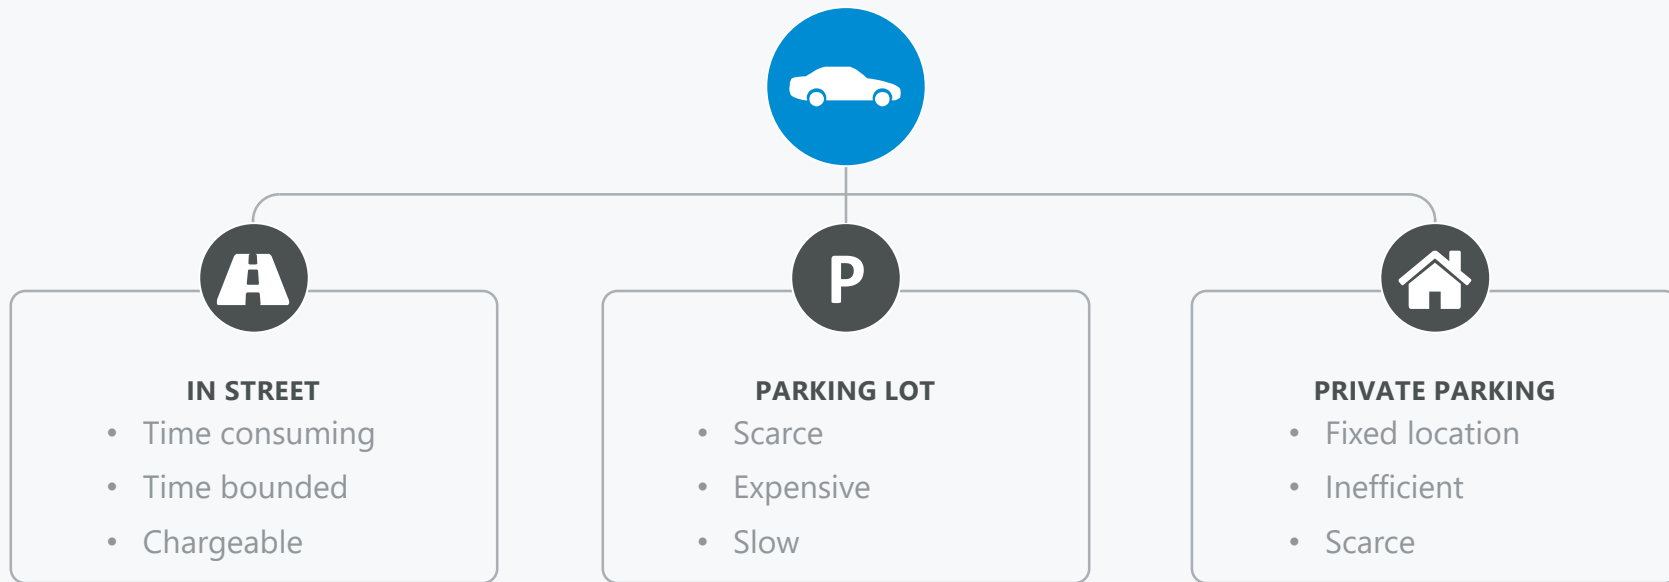 P
IN STREET
• Time consuming
• Time bounded
• Chargeable
PARKING LOT
• Scarce
• Expensive
• Slow
PRIVATE PARKING
• Fixed location
• Inefficient
• Scarce